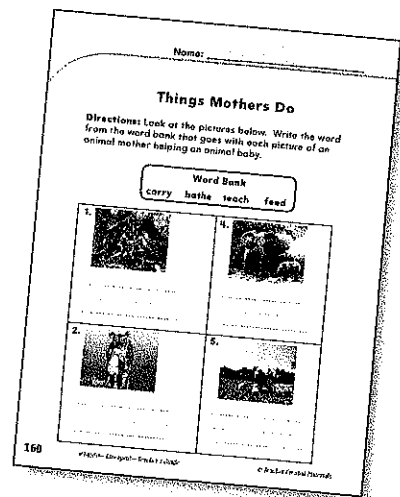 Name:
Things Mothers Do
Directions: Look at the pictures below. Write the word
from the word bank that goes with each picture of an
animal mother helping an animal baby.
Word Bank
carry bathe teach feed
1.
4.
2.
5.
160